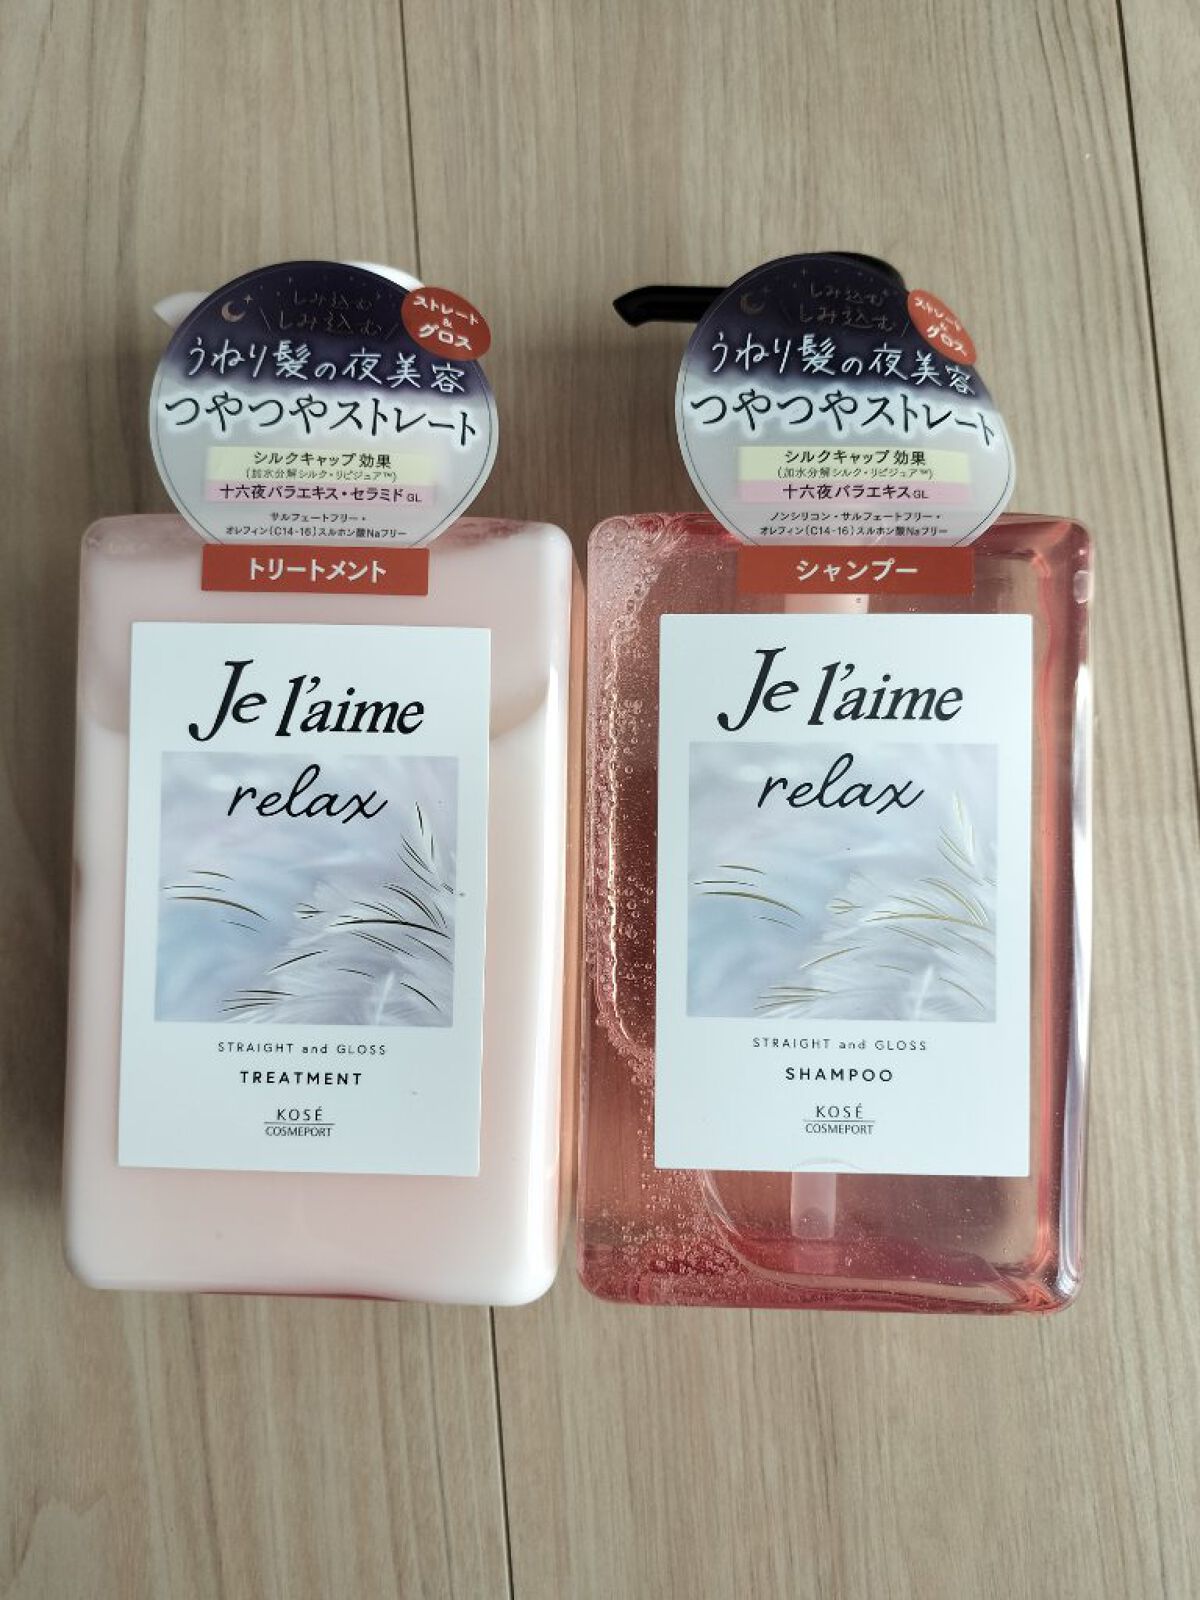 しみ込む
しみ込む
ストレート
&
グロス
うねり髪の夜美容
つやつやストレート
シルクキャップ効果
(加水分解シルク・リピジュア™)
十六夜バラエキス・セラミドGL
サルフェートフリー・
オレフィン(C14-16)スルホン酸Naフリー
トリートメント
Je l'aime
relax
STRAIGHT and GLOSS
TREATMENT
KOSÉ
COSMEPORT
しみ込む
しみ込む
ストレート
&
グロス
うねり髪の夜美容
つやつやストレート
シルクキャップ効果
(加水分解シルク・リピジュア™)
十六夜バラエキスGL
ノンシリコン・サルフェートフリー・
オレフィン(C14-16)スルホン酸Naフリー
シャンプー
Je l'aime
relax
STRAIGHT and GLOSS
SHAMPOO
KOSÉ
COSMEPORT